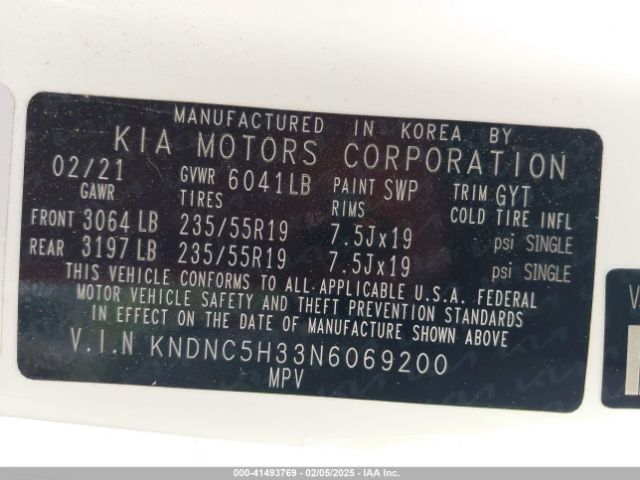 MANUFACTURED IN KOREA BY
KIA MOTORS CORPORATION
02/21 GVWR 6041LB PAINT SWP TRIM GYT
GAWR TIRES RIMS COLD TIRE INFL
FRONT 3064 LB 235/55R19 7.5Jx19 psi SINGLE
REAR 3197 LB 235/55R19 7.5Jx19 psi SINGLE
THIS VEHICLE CONFORMS TO ALL APPLICABLE U.S.A. FEDERAL
MOTOR VEHICLE SAFETY AND THEFT PREVENTION STANDARDS
IN EFFECT ON THE DATE OF MANUFACTURE SHOWN ABOVE
V.I.N KNDNC5H33N6069200
MPV
000-41493769 - 02/05/2025 - IAA Inc.